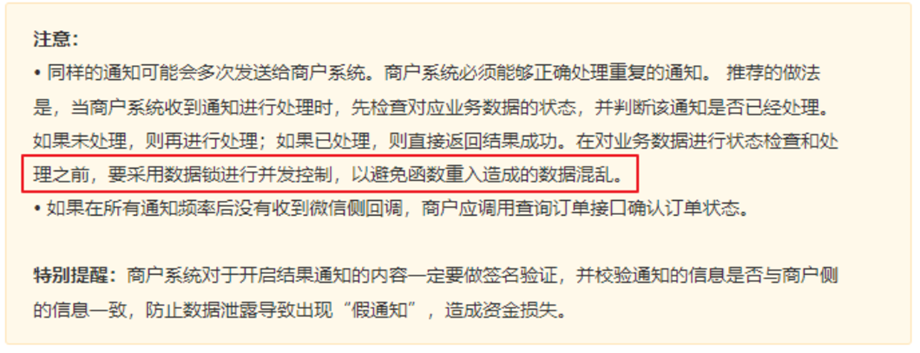 注意：
• 同样的通知可能会多次发送给商户系统。商户系统必须能够正确处理重复的通知。 推荐的做法
是，当商户系统收到通知进行处理时，先检查对应业务数据的状态，并判断该通知是否已经处理。
如果未处理，则再进行处理；如果已处理，则直接返回结果成功。在对业务数据进行状态检查和处
理之前，要采用数据锁进行并发控制，以避免函数重入造成的数据混乱。
• 如果在所有通知频率后没有收到微信侧回调，商户应调用查询订单接口确认订单状态。
特别提醒：商户系统对于开启结果通知的内容一定要做签名验证，并校验通知的信息是否与商户侧
的信息一致，防止数据泄露导致出现“假通知”，造成资金损失。